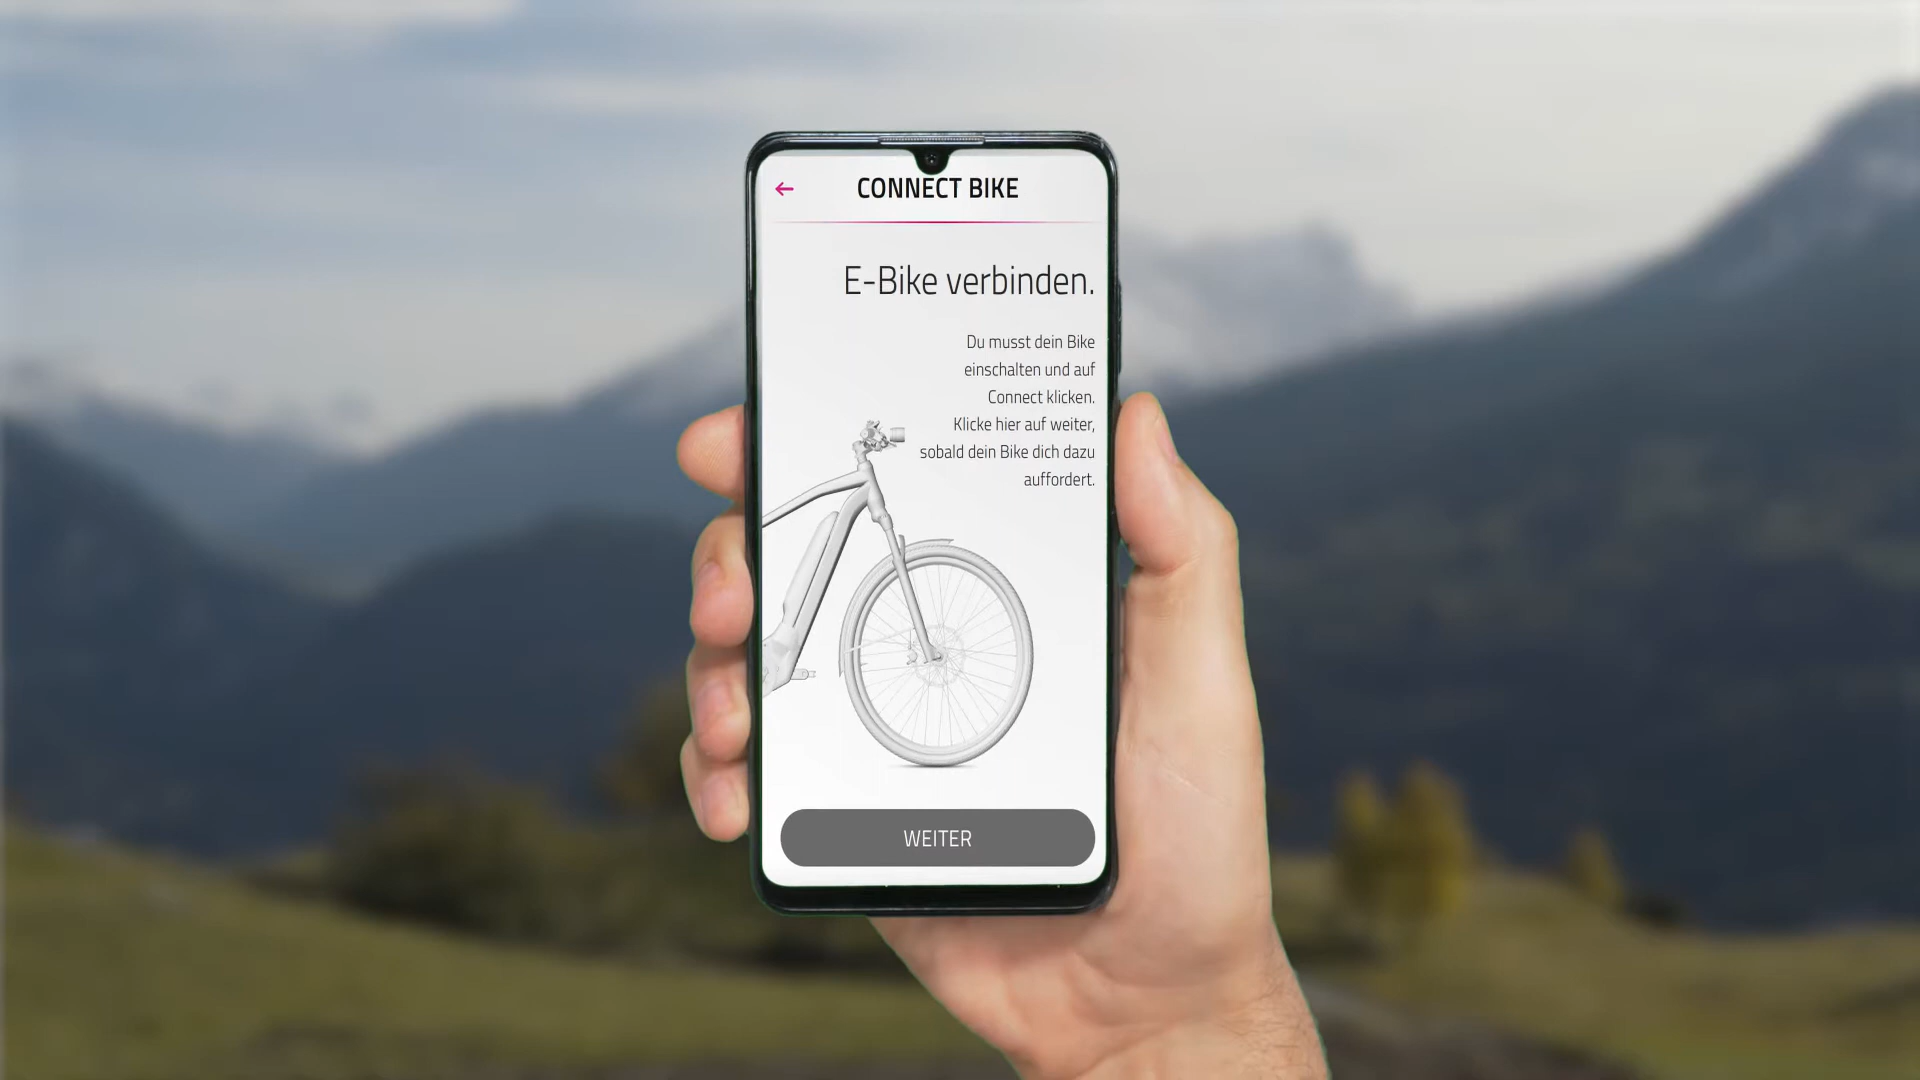 CONNECT BIKE
E-Bike verbinden.
Du musst dein Bike
einschalten und auf
Connect klicken.
Klicke hier auf weiter,
sobald dein Bike dich dazu
auffordert.
WEITER